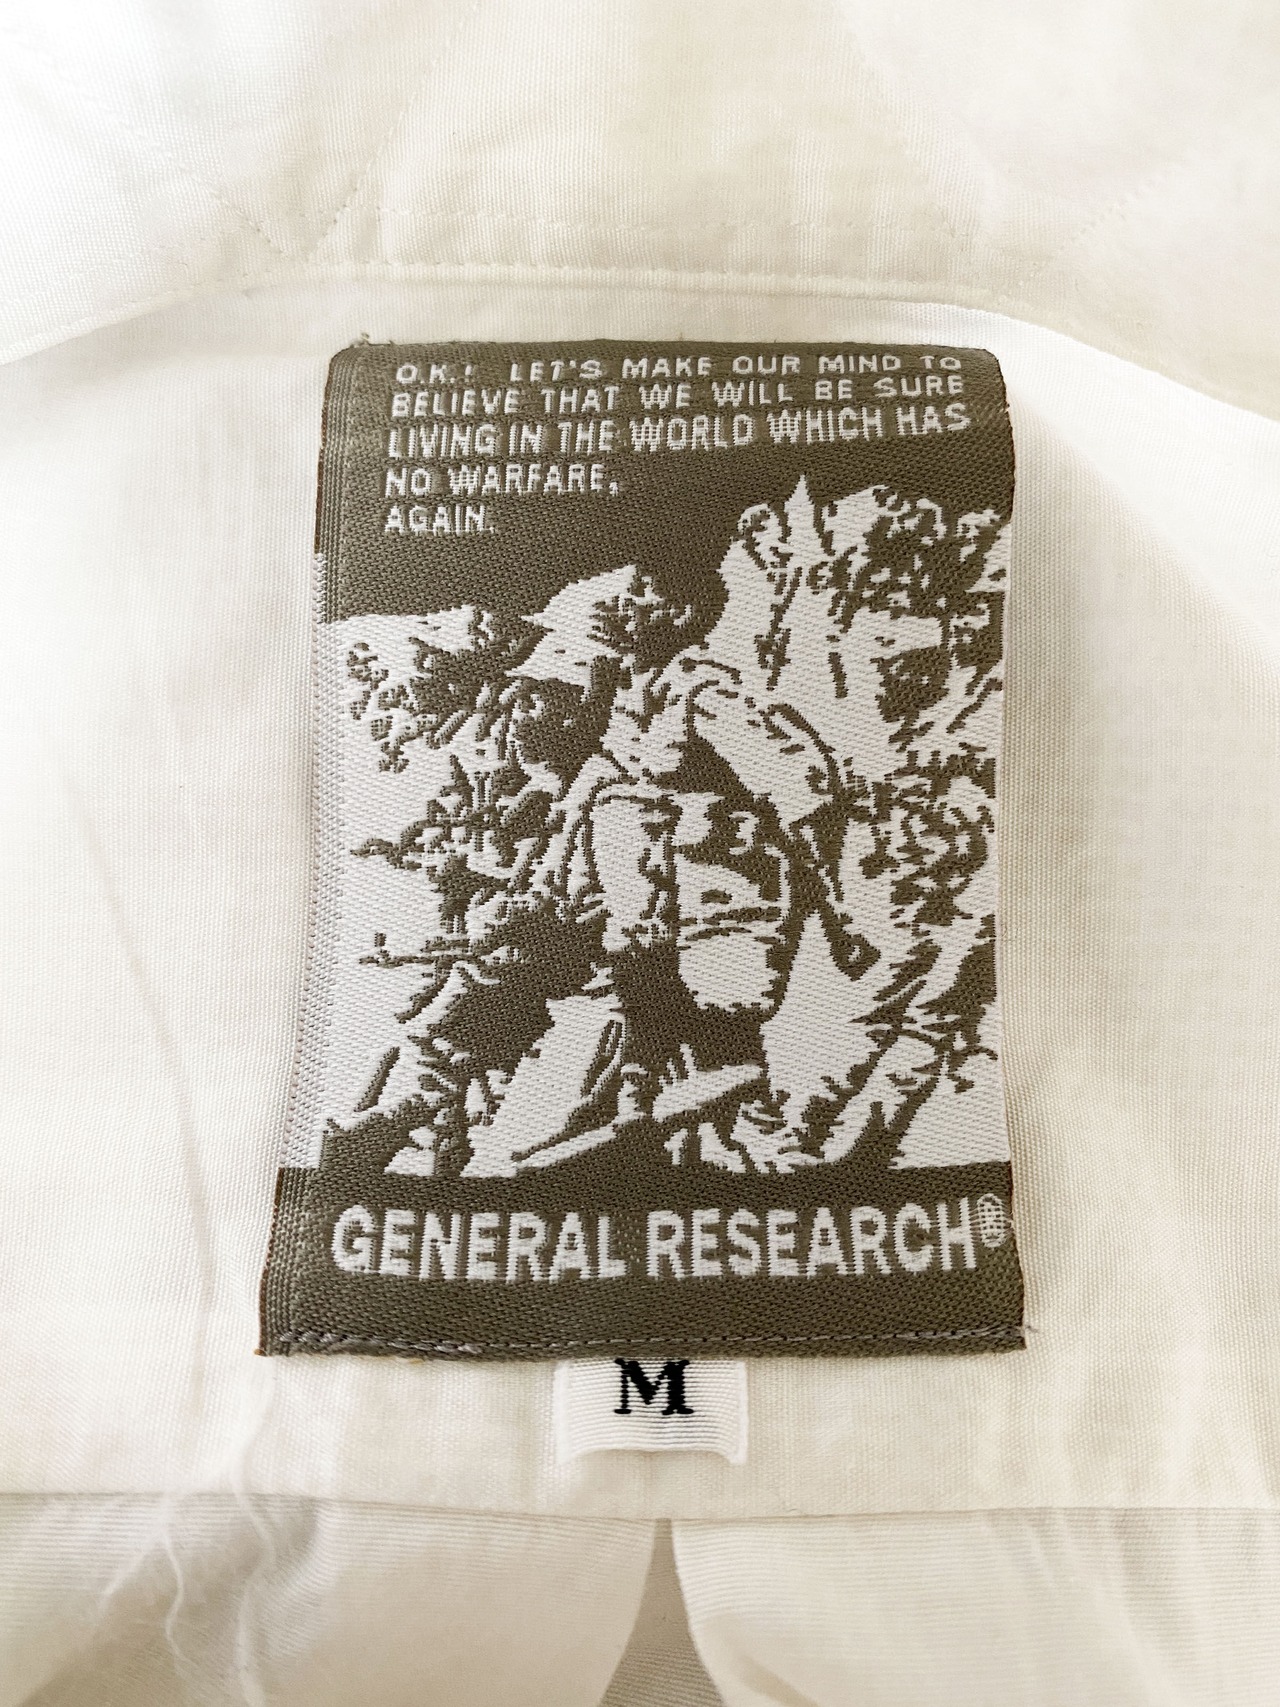 O.K.! LET'S MAKE OUR MIND TO
BELIEVE THAT WE WILL BE SURE
LIVING IN THE WORLD WHICH HAS
NO WARFARE,
AGAIN.
GENERAL RESEARCH®
M